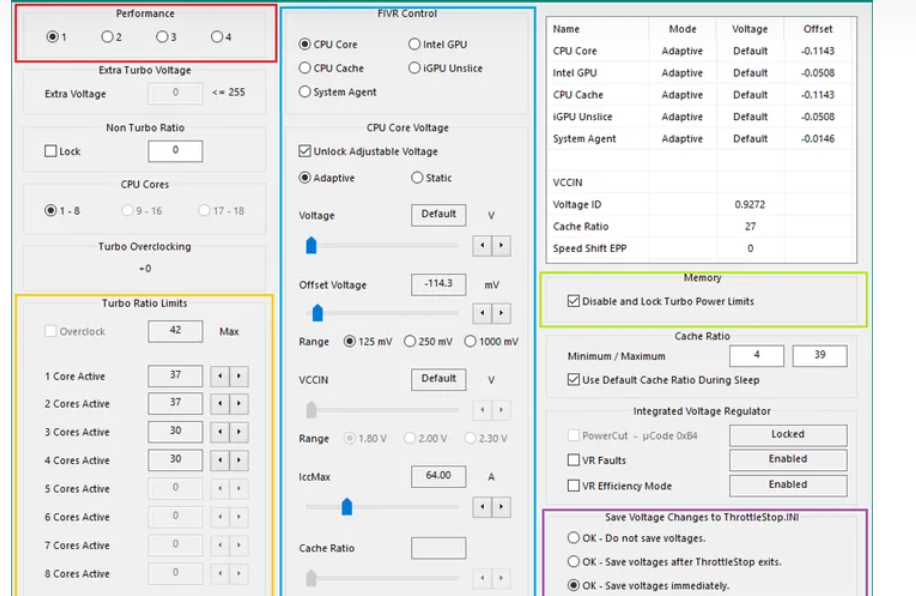 Performance
1 2 3 4
Extra Turbo Voltage
Extra Voltage 0 <= 255
Non Turbo Ratio
Lock 0
CPU Cores
1 - 8 9 - 16 17 - 18
Turbo Overclocking
+0
Turbo Ratio Limits
Overclock 42 Max
1 Core Active 37
2 Cores Active 37
3 Cores Active 30
4 Cores Active 30
5 Cores Active 0
6 Cores Active 0
7 Cores Active 0
8 Cores Active 0
FIVR Control
CPU Core Intel GPU
CPU Cache iGPU Unslice
System Agent
CPU Core Voltage
Unlock Adjustable Voltage
Adaptive Static
Voltage Default V
Offset Voltage -114.3 mV
Range 125 mV 250 mV 1000 mV
VCCIN Default V
Range 1.80 V 2.00 V 2.30 V
IccMax 64.00 A
Cache Ratio
Name Mode Voltage Offset
CPU Core Adaptive Default -0.1143
Intel GPU Adaptive Default -0.0508
CPU Cache Adaptive Default -0.1143
iGPU Unslice Adaptive Default -0.0508
System Agent Adaptive Default -0.0146
VCCIN
Voltage ID 0.9272
Cache Ratio 27
Speed Shift EPP 0
Memory
Disable and Lock Turbo Power Limits
Cache Ratio
Minimum / Maximum 4 39
Use Default Cache Ratio During Sleep
Integrated Voltage Regulator
PowerCut - µCode 0xB4 Locked
VR Faults Enabled
VR Efficiency Mode Enabled
Save Voltage Changes to ThrottleStop.INI
OK - Do not save voltages.
OK - Save voltages after ThrottleStop exits.
OK - Save voltages immediately.